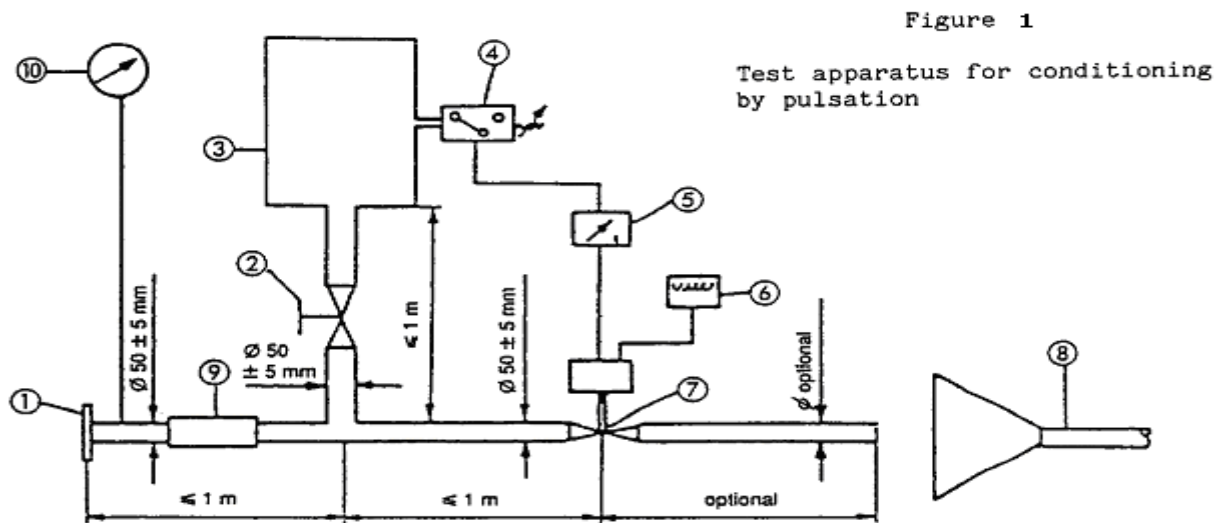 Figure 1
Test apparatus for conditioning
by pulsation
⑩
④
③
⑤
②
⑥
Ø 50 ± 5 mm
≤ 1 m
Ø 50 ± 5 mm
Ø 50
± 5 mm
Ø optional
⑨
⑦
⑧
①
≤ 1 m
≤ 1 m
optional